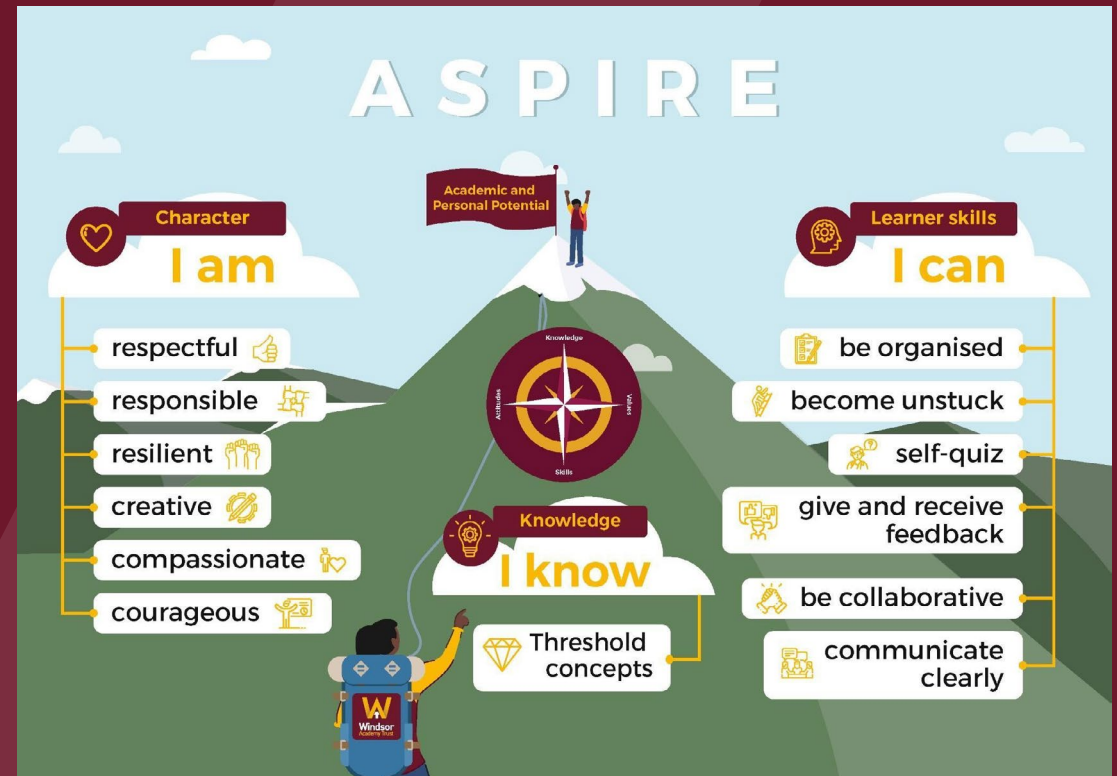 ASPIRE
Academic and
Personal Potential
Character
I am
respectful
responsible
resilient
creative
compassionate
courageous
Knowledge
Attitudes
Values
Skills
Knowledge
I know
Threshold
concepts
Learner skills
I can
be organised
become unstuck
self-quiz
give and receive
feedback
be collaborative
communicate
clearly
W
Windsor
Academy Trust